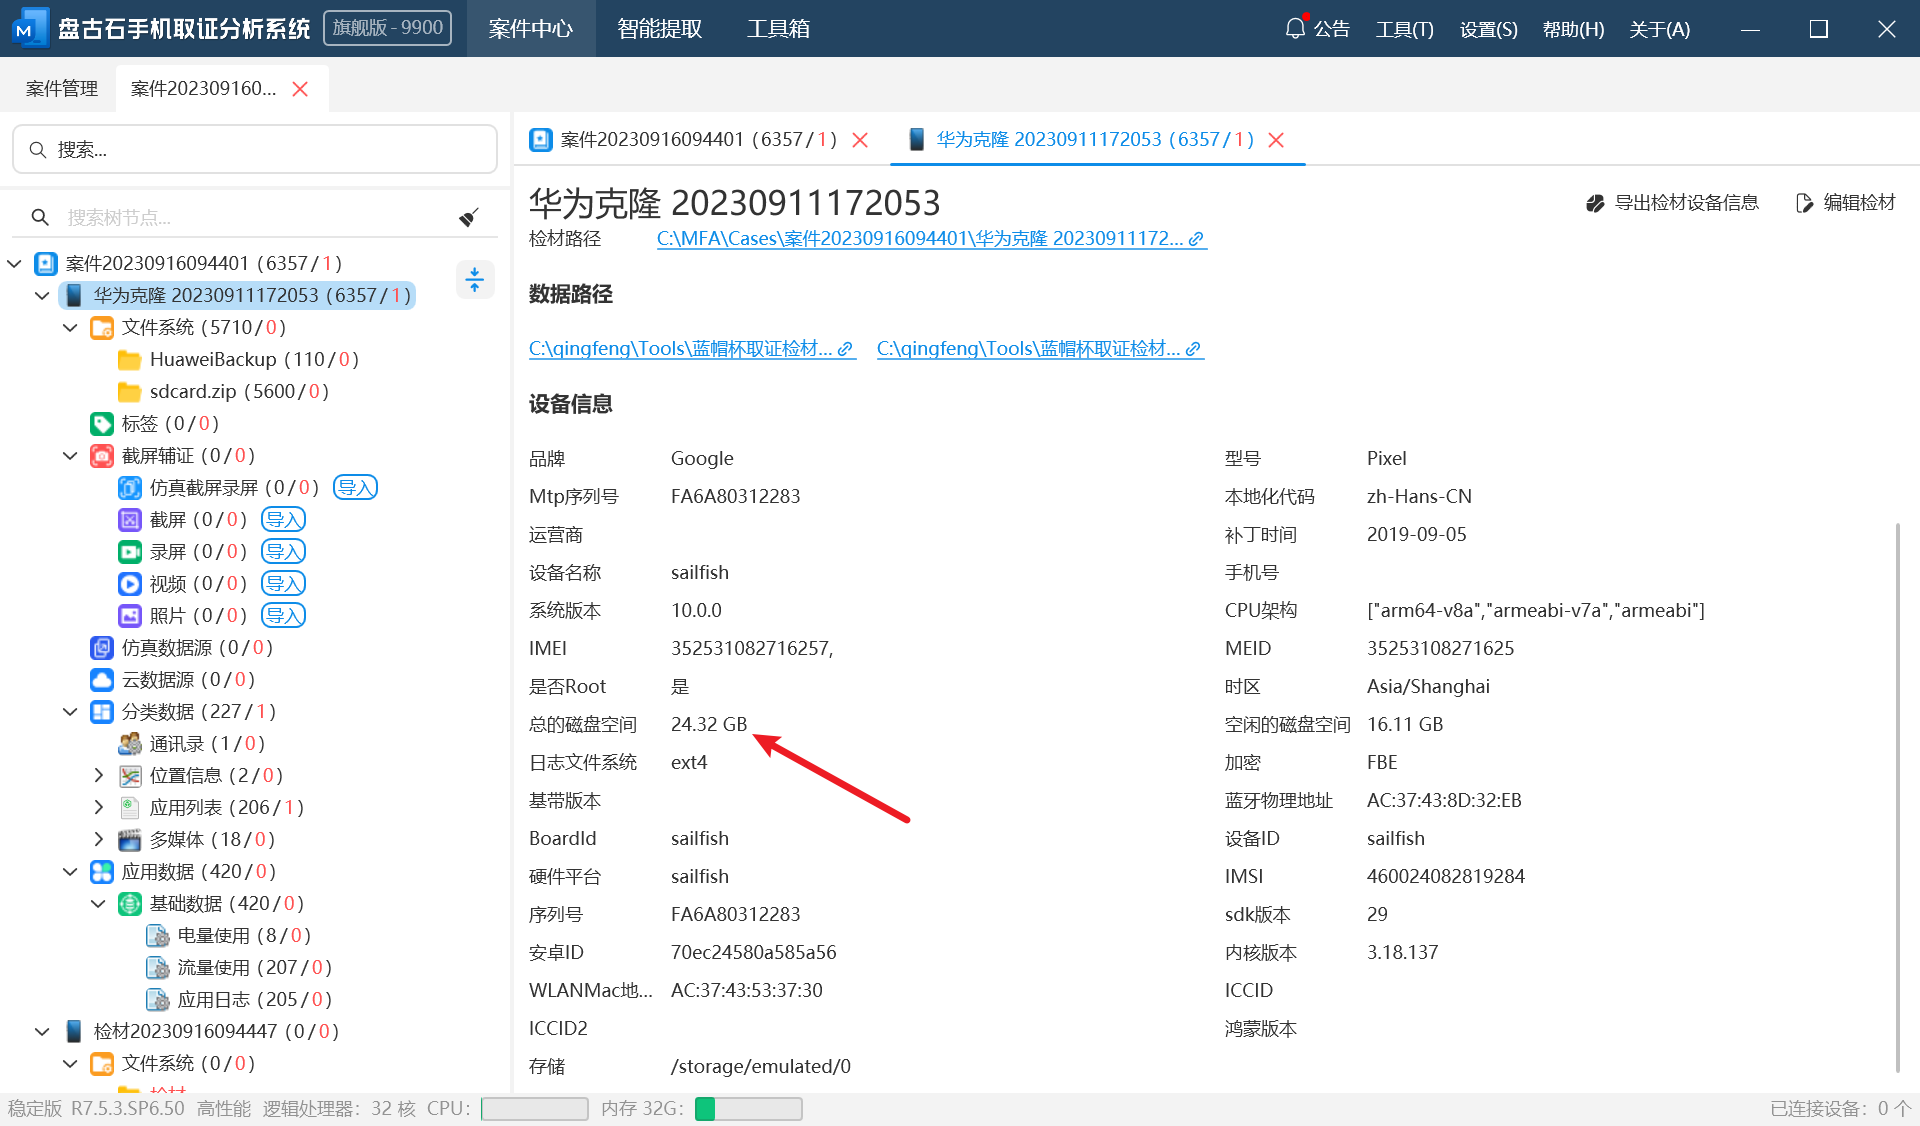 盘古石手机取证分析系统 旗舰版 - 9900 案件中心 智能提取 工具箱 公告 工具(T) 设置(S) 帮助(H) 关于(A)
案件管理 案件202309160...
搜索...
搜索树节点...
案件20230916094401 (6357/1)
华为克隆 20230911172053 (6357/1)
文件系统 (5710/0)
HuaweiBackup (110/0)
sdcard.zip (5600/0)
标签 (0/0)
截屏辅证 (0/0)
仿真截屏录屏 (0/0) 导入
截屏 (0/0) 导入
录屏 (0/0) 导入
视频 (0/0) 导入
照片 (0/0) 导入
仿真数据源 (0/0)
云数据源 (0/0)
分类数据 (227/1)
通讯录 (1/0)
位置信息 (2/0)
应用列表 (206/1)
多媒体 (18/0)
应用数据 (420/0)
基础数据 (420/0)
电量使用 (8/0)
流量使用 (207/0)
应用日志 (205/0)
检材20230916094447 (0/0)
文件系统 (0/0)
案件20230916094401 (6357/1) 华为克隆 20230911172053 (6357/1)
华为克隆 20230911172053 导出检材设备信息 编辑检材
检材路径 C:\MFA\Cases\案件20230916094401\华为克隆 20230911172...
数据路径
C:\qingfeng\Tools\蓝帽杯取证检材... C:\qingfeng\Tools\蓝帽杯取证检材...
设备信息
品牌 Google 型号 Pixel
Mtp序列号 FA6A80312283 本地化代码 zh-Hans-CN
运营商 补丁时间 2019-09-05
设备名称 sailfish 手机号
系统版本 10.0.0 CPU架构 ["arm64-v8a","armeabi-v7a","armeabi"]
IMEI 352531082716257, MEID 35253108271625
是否Root 是 时区 Asia/Shanghai
总的磁盘空间 24.32 GB 空闲的磁盘空间 16.11 GB
日志文件系统 ext4 加密 FBE
基带版本 蓝牙物理地址 AC:37:43:8D:32:EB
BoardId sailfish 设备ID sailfish
硬件平台 sailfish IMSI 460024082819284
序列号 FA6A80312283 sdk版本 29
安卓ID 70ec24580a585a56 内核版本 3.18.137
WLANMac地... AC:37:43:53:37:30 ICCID
ICCID2 鸿蒙版本
存储 /storage/emulated/0
稳定版 R7.5.3.SP6.50 高性能 逻辑处理器：32 核 CPU： 内存 32G： 已连接设备：0 个